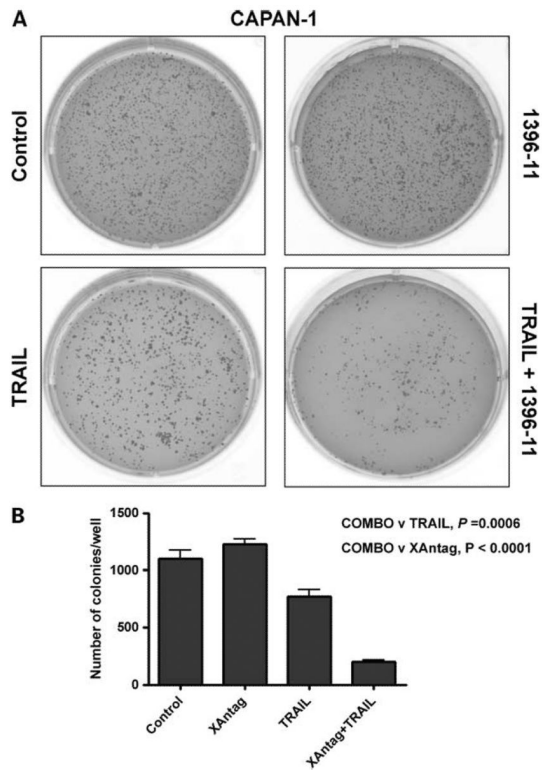 A
CAPAN-1
Control
1396-11
TRAIL
TRAIL + 1396-11
B
COMBO v TRAIL, P =0.0006
COMBO v XAntag, P < 0.0001
Number of colonies/well
1500
1000
500
0
Control
XAntag
TRAIL
XAntag+TRAIL